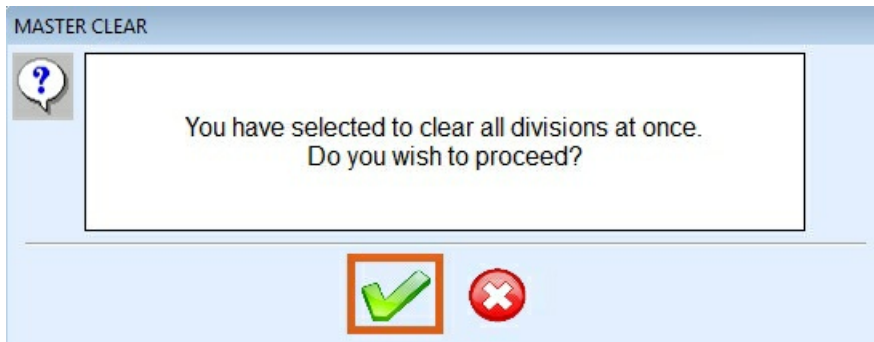 MASTER CLEAR
?
You have selected to clear all divisions at once.
Do you wish to proceed?